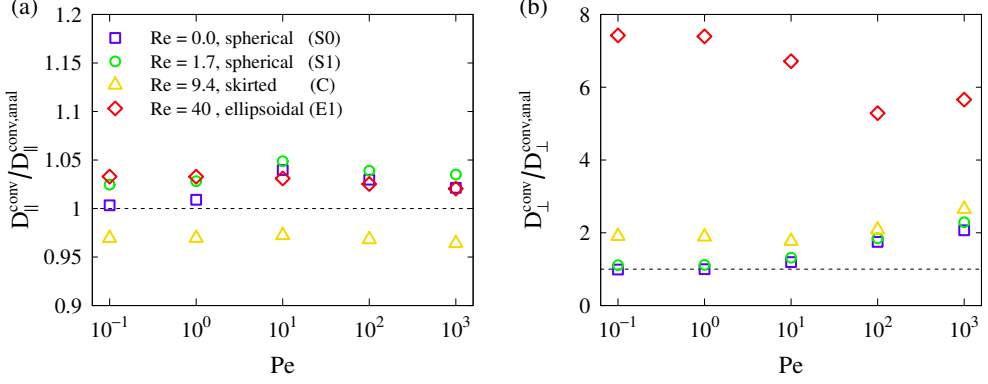 (a)
1.2
1.15
1.1
1.05
1
0.95
0.9
D∥^conv/D∥^conv,anal
Re = 0.0, spherical (S0)
Re = 1.7, spherical (S1)
Re = 9.4, skirted (C)
Re = 40 , ellipsoidal (E1)
10⁻¹ 10⁰ 10¹ 10² 10³
Pe
(b)
8
6
4
2
0
D⊥^conv/D⊥^conv,anal
10⁻¹ 10⁰ 10¹ 10² 10³
Pe